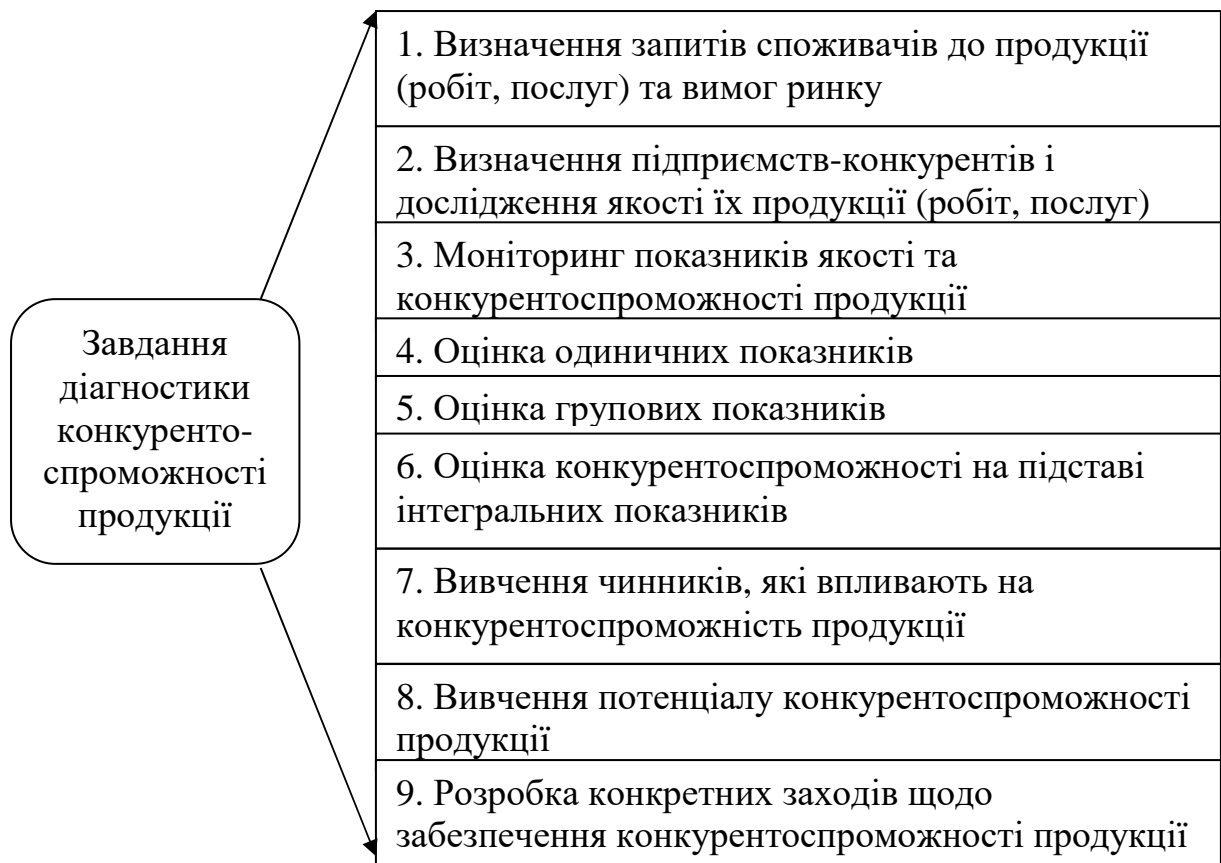 Завдання
діагностики
конкуренто-
спроможності
продукції
1. Визначення запитів споживачів до продукції
(робіт, послуг) та вимог ринку
2. Визначення підприємств-конкурентів і
дослідження якості їх продукції (робіт, послуг)
3. Моніторинг показників якості та
конкурентоспроможності продукції
4. Оцінка одиничних показників
5. Оцінка групових показників
6. Оцінка конкурентоспроможності на підставі
інтегральних показників
7. Вивчення чинників, які впливають на
конкурентоспроможність продукції
8. Вивчення потенціалу конкурентоспроможності
продукції
9. Розробка конкретних заходів щодо
забезпечення конкурентоспроможності продукції